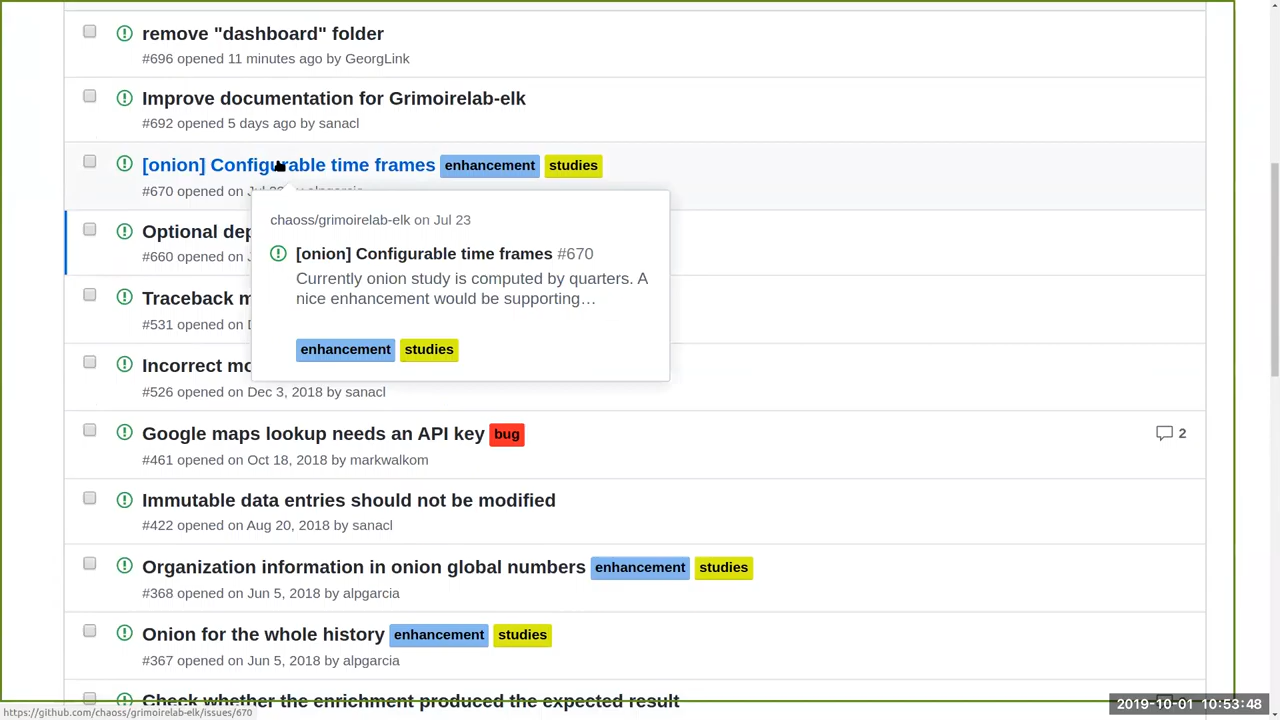 remove "dashboard" folder
#696 opened 11 minutes ago by GeorgLink
Improve documentation for Grimoirelab-elk
#692 opened 5 days ago by sanacl
[onion] Configurable time frames enhancement studies
#670 opened on
chaoss/grimoirelab-elk on Jul 23
[onion] Configurable time frames #670
Currently onion study is computed by quarters. A
nice enhancement would be supporting…
enhancement studies
Optional
#660 opened on
Traceback
#531 opened on
Incorrect
#526 opened on Dec 3, 2018 by sanacl
Google maps lookup needs an API key bug 2
#461 opened on Oct 18, 2018 by markwalkom
Immutable data entries should not be modified
#422 opened on Aug 20, 2018 by sanacl
Organization information in onion global numbers enhancement studies
#368 opened on Jun 5, 2018 by alpgarcia
Onion for the whole history enhancement studies
#367 opened on Jun 5, 2018 by alpgarcia
Check whether the enrichment produced the expected result
https://github.com/chaoss/grimoirelab-elk/issues/670
2019-10-01 10:53:48